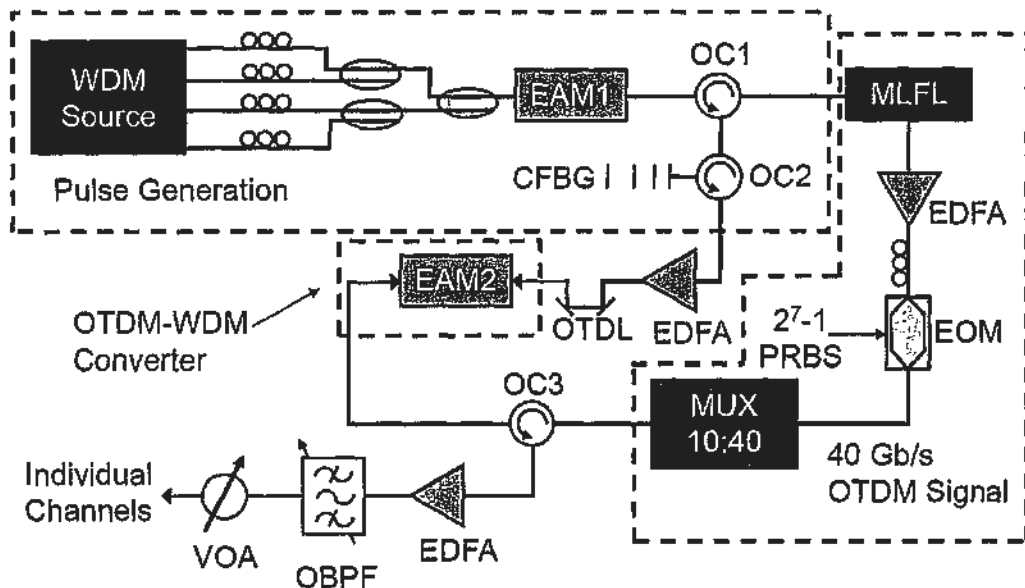 WDM
Source
EAM1
OC1
MLFL
CFBG
OC2
Pulse Generation
EDFA
EAM2
OTDL
EDFA
OTDM-WDM
Converter
2⁷-1
PRBS
EOM
OC3
MUX
10:40
40 Gb/s
OTDM Signal
Individual
Channels
VOA
OBPF
EDFA